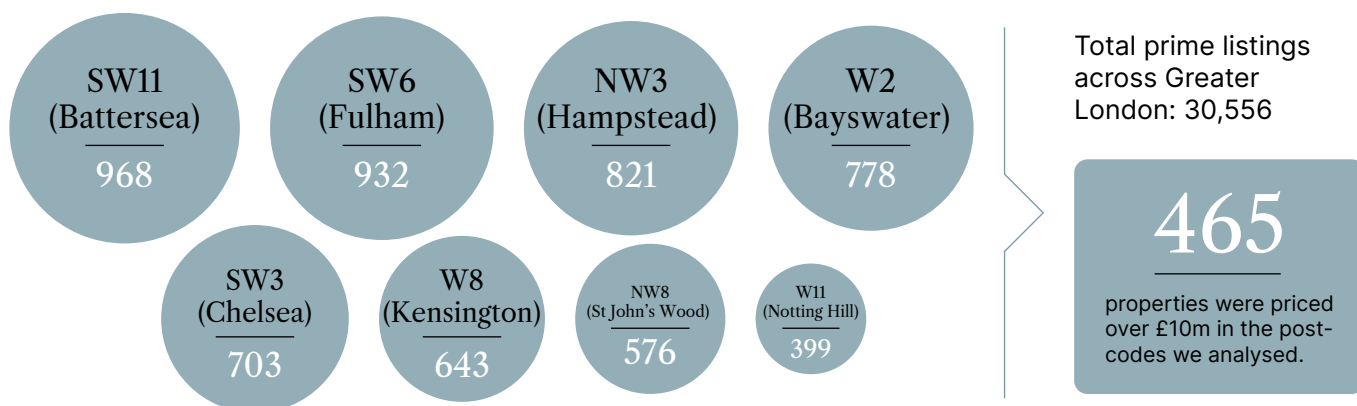 SW11
(Battersea)
968
SW6
(Fulham)
932
NW3
(Hampstead)
821
W2
(Bayswater)
778
SW3
(Chelsea)
703
W8
(Kensington)
643
NW8
(St John’s Wood)
576
W11
(Notting Hill)
399
Total prime listings
across Greater
London: 30,556
465
properties were priced
over £10m in the post-
codes we analysed.